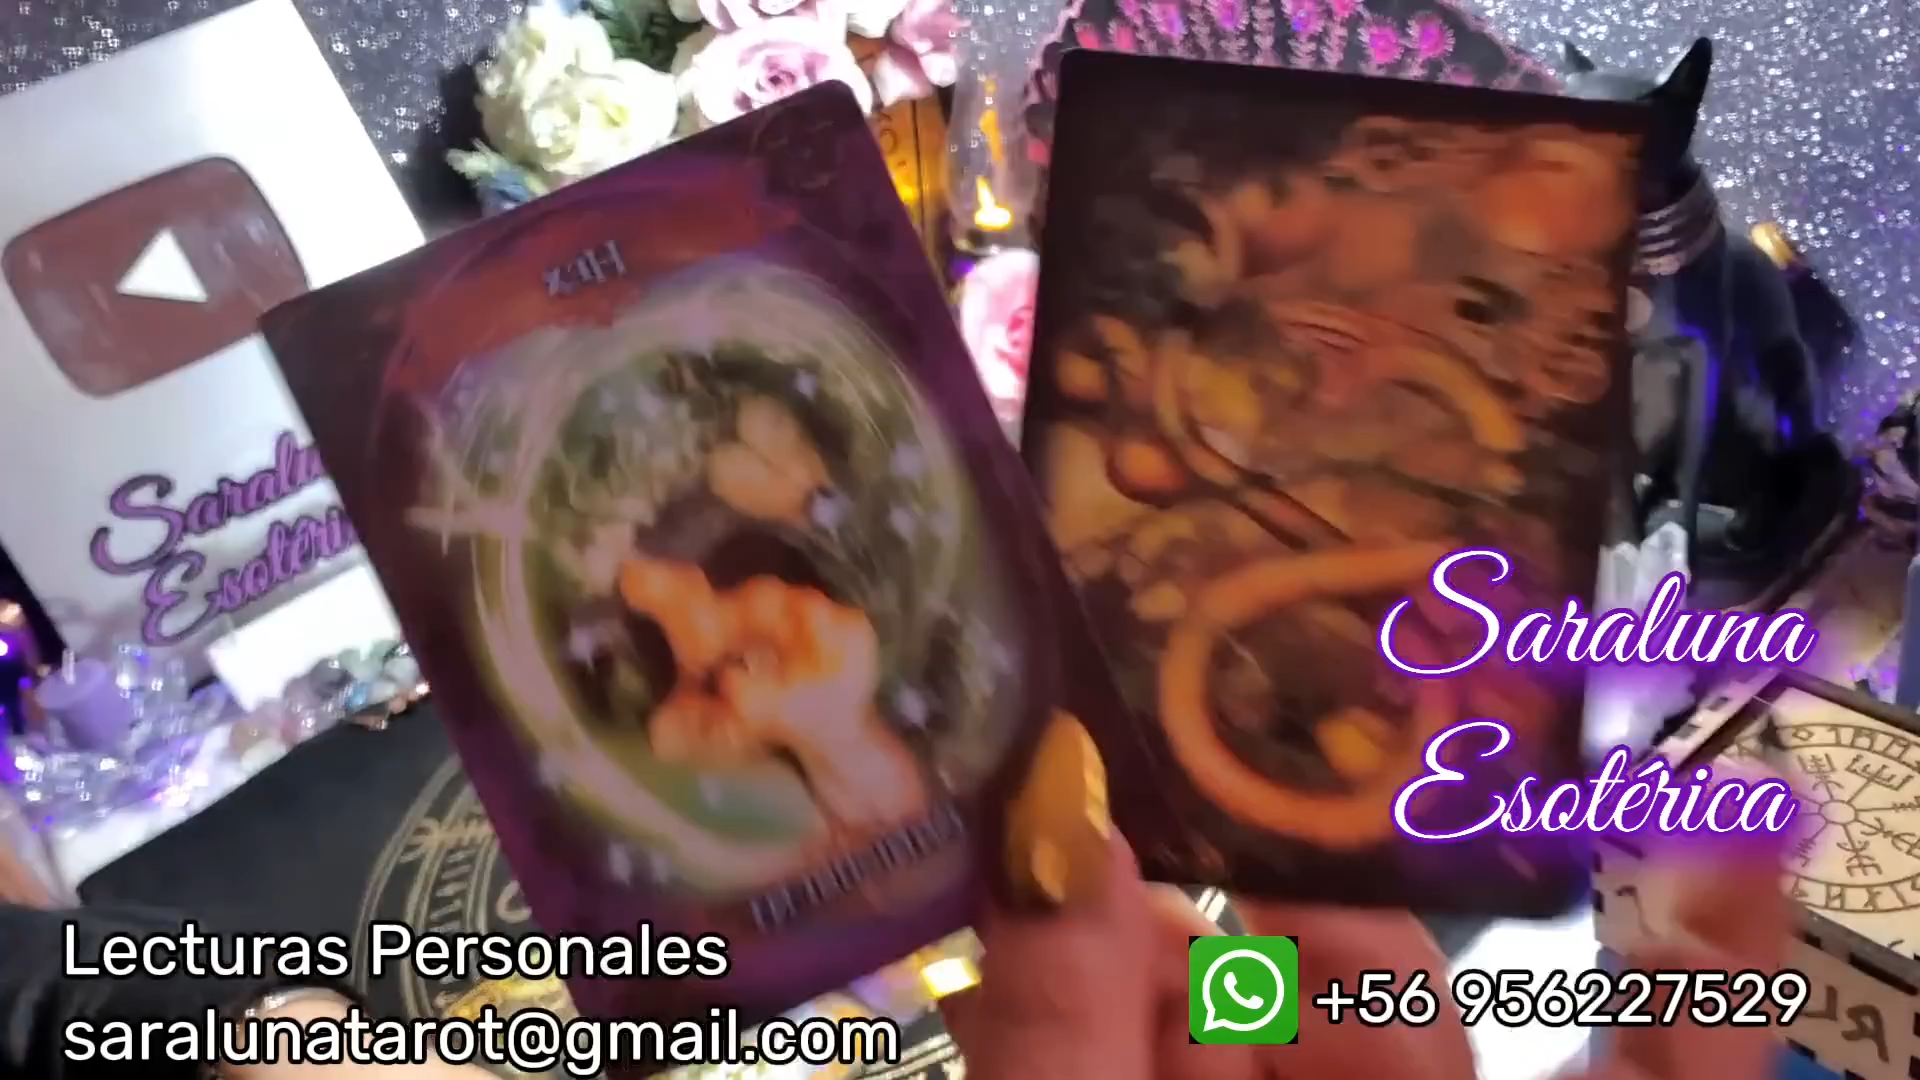 Saraluna
Esotérica
Lecturas Personales
saralunatarot@gmail.com
+56 956227529